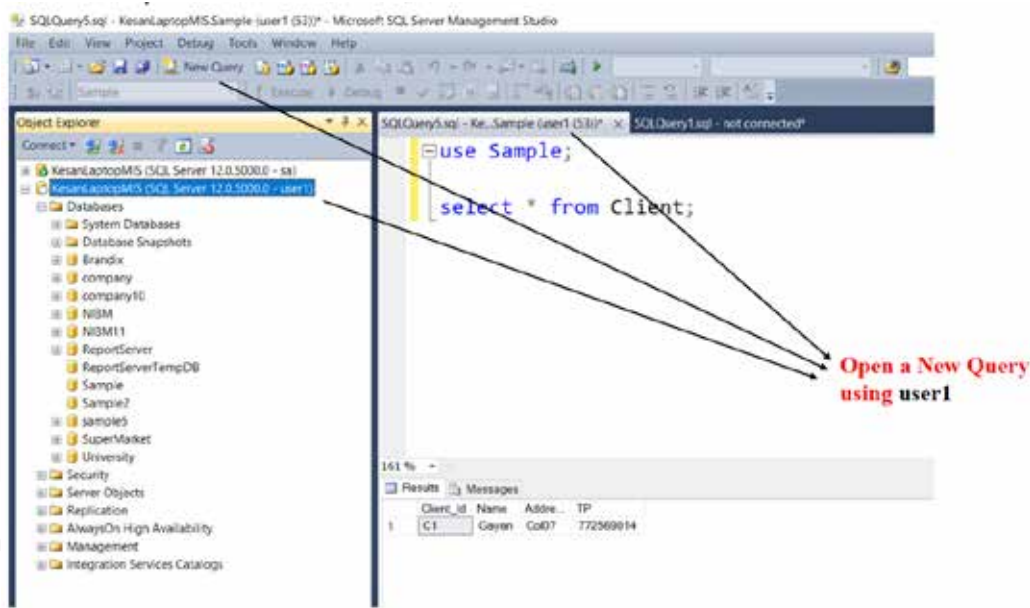 SQLQuery5.sql - KesanLaptopMIS.Sample (user1 (53))* - Microsoft SQL Server Management Studio
File Edit View Project Debug Tools Window Help
New Query
Sample Execute Debug
Object Explorer
SQLQuery5.sql - Ke...Sample (user1 (53))* SQLQuery1.sql - not connected*
Connect
KesanLaptopMIS (SQL Server 12.0.5000.0 - sa)
KesanLaptopMIS (SQL Server 12.0.5000.0 - user1)
Databases
System Databases
Database Snapshots
Brandix
company
company10
NIBM
NIBM11
ReportServer
ReportServerTempDB
Sample
Sample2
sample5
SuperMarket
University
Security
Server Objects
Replication
AlwaysOn High Availability
Management
Integration Services Catalogs
use Sample;
select * from Client;
Open a New Query
using user1
161 %
Results Messages
Client_Id Name Addre... TP
1 C1 Gayan Col07 772569014